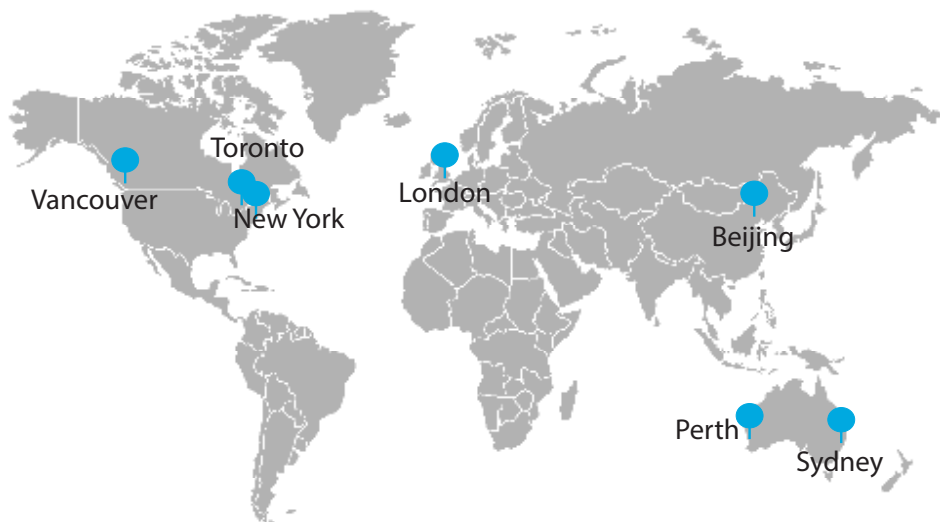 Toronto
Vancouver
New York
London
Beijing
Perth
Sydney